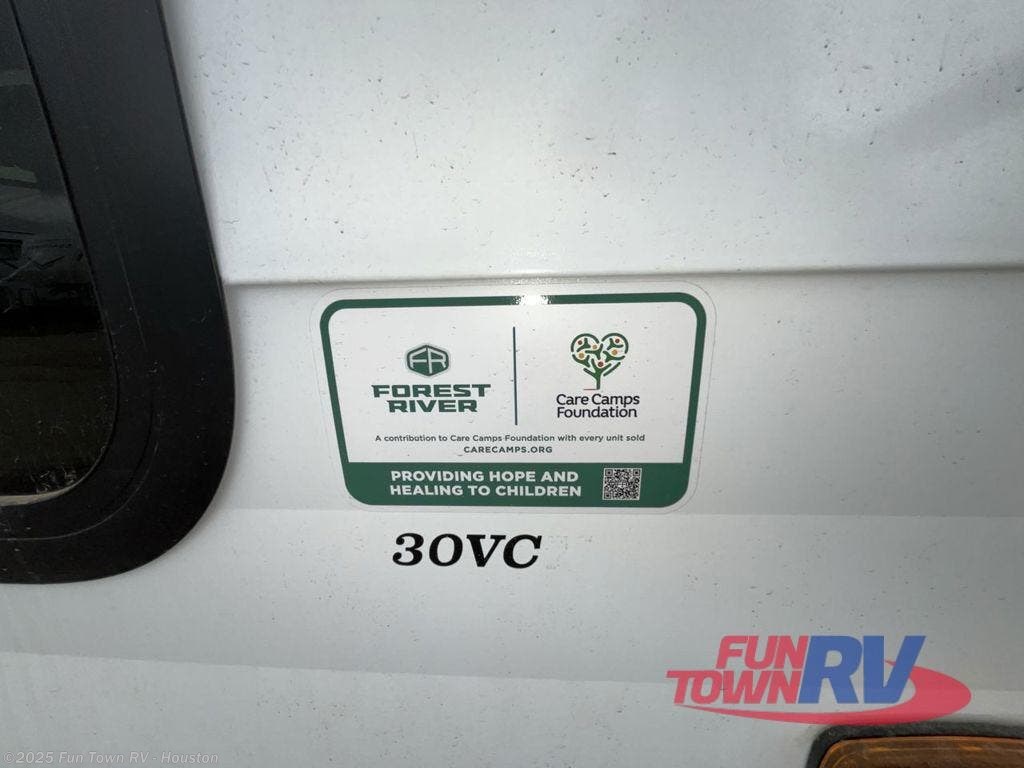 FR
FOREST
RIVER
Care Camps
Foundation
A contribution to Care Camps Foundation with every unit sold
CARECAMPS.ORG
PROVIDING HOPE AND
HEALING TO CHILDREN
30VC
FUN
TOWN RV
©2025 Fun Town RV - Houston